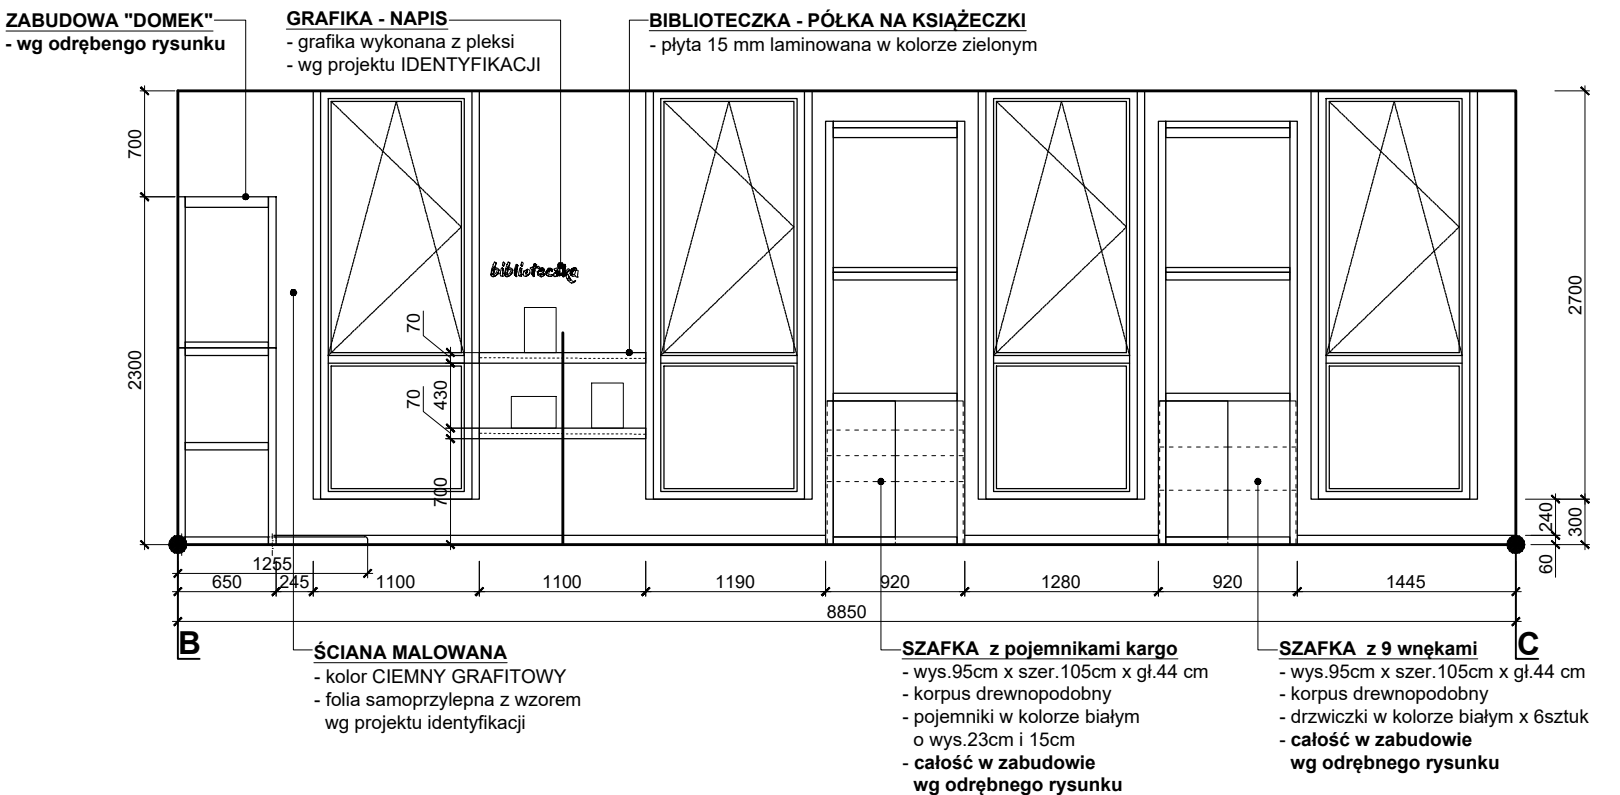 ZABUDOWA "DOMEK"
- wg odrębengo rysunku
GRAFIKA - NAPIS
- grafika wykonana z pleksi
- wg projektu IDENTYFIKACJI
BIBLIOTECZKA - PÓŁKA NA KSIĄŻECZKI
- płyta 15 mm laminowana w kolorze zielonym
700
2300
biblioteczka
70
430
70
700
2700
240
300
60
1255
650
245
1100
1100
1190
920
1280
920
1445
8850
B
C
ŚCIANA MALOWANA
- kolor CIEMNY GRAFITOWY
- folia samoprzylepna z wzorem
wg projektu identyfikacji
SZAFKA z pojemnikami kargo
- wys.95cm x szer.105cm x gł.44 cm
- korpus drewnopodobny
- pojemniki w kolorze białym
o wys.23cm i 15cm
- całość w zabudowie
wg odrębnego rysunku
SZAFKA z 9 wnękami
- wys.95cm x szer.105cm x gł.44 cm
- korpus drewnopodobny
- drzwiczki w kolorze białym x 6sztuk
- całość w zabudowie
wg odrębnego rysunku